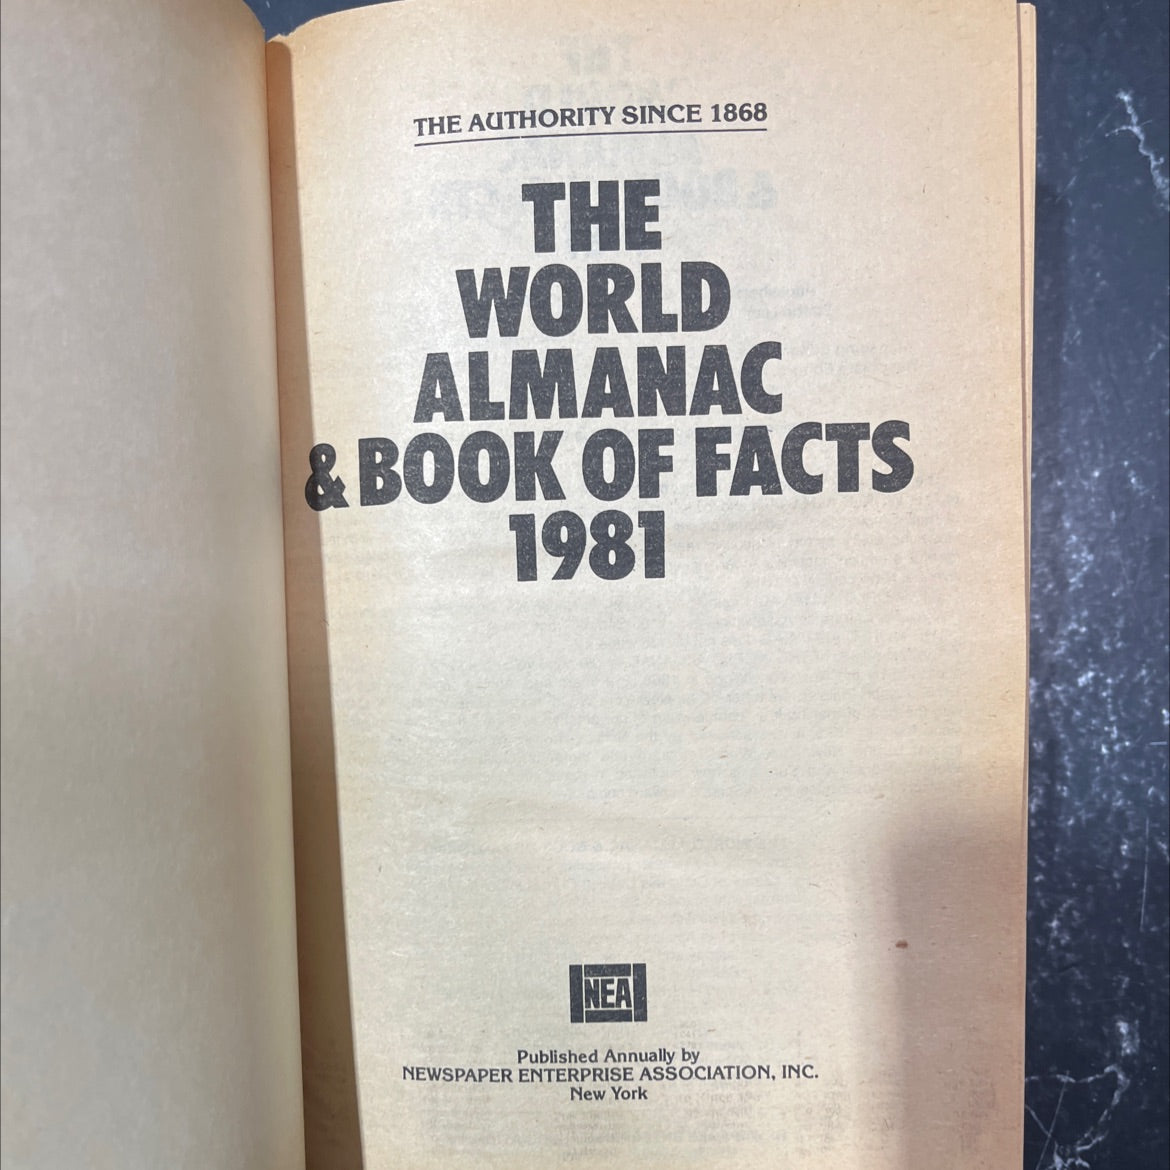 THE AUTHORITY SINCE 1868
THE
WORLD
ALMANAC
& BOOK OF FACTS
1981
NEA
Published Annually by
NEWSPAPER ENTERPRISE ASSOCIATION, INC.
New York